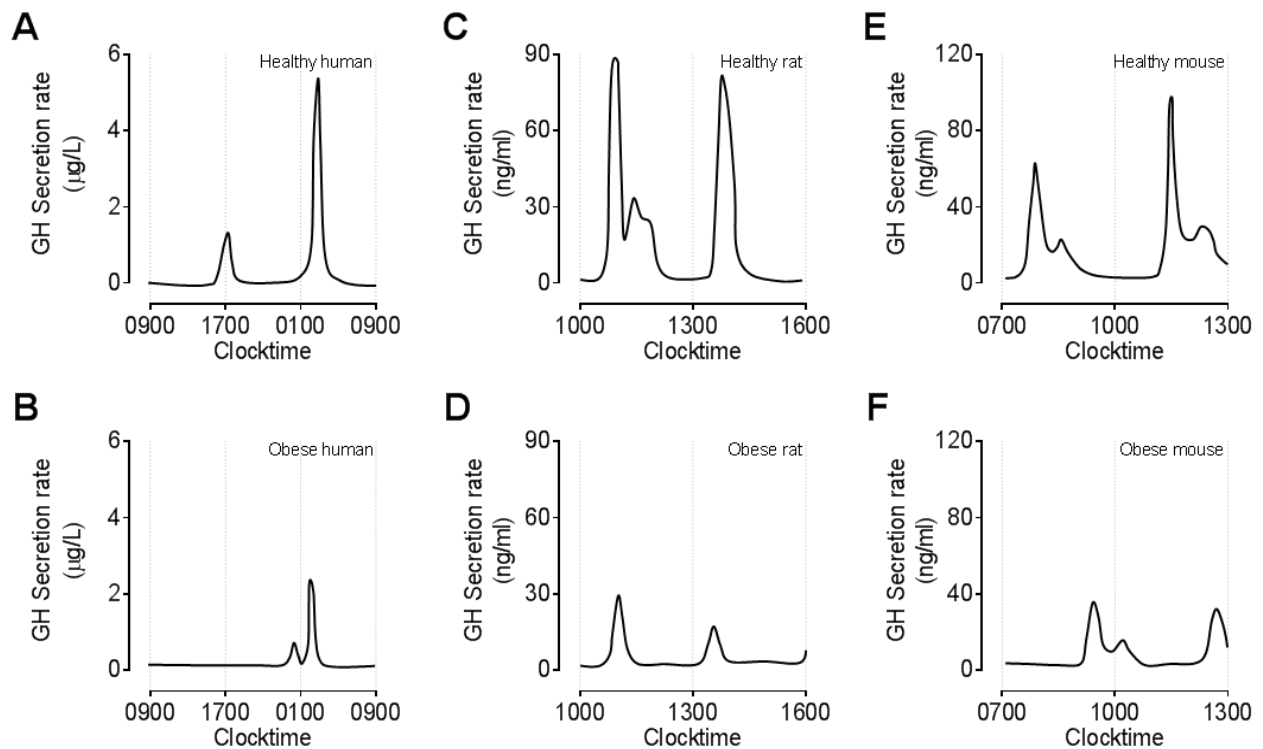 A
GH Secretion rate
(µg/L)
6
4
2
0
Healthy human
0900 1700 0100 0900
Clocktime
C
GH Secretion rate
(ng/ml)
90
60
30
0
Healthy rat
1000 1300 1600
Clocktime
E
GH Secretion rate
(ng/ml)
120
80
40
0
Healthy mouse
0700 1000 1300
Clocktime
B
GH Secretion rate
(µg/L)
6
4
2
0
Obese human
0900 1700 0100 0900
Clocktime
D
GH Secretion rate
(ng/ml)
90
60
30
0
Obese rat
1000 1300 1600
Clocktime
F
GH Secretion rate
(ng/ml)
120
80
40
0
Obese mouse
0700 1000 1300
Clocktime